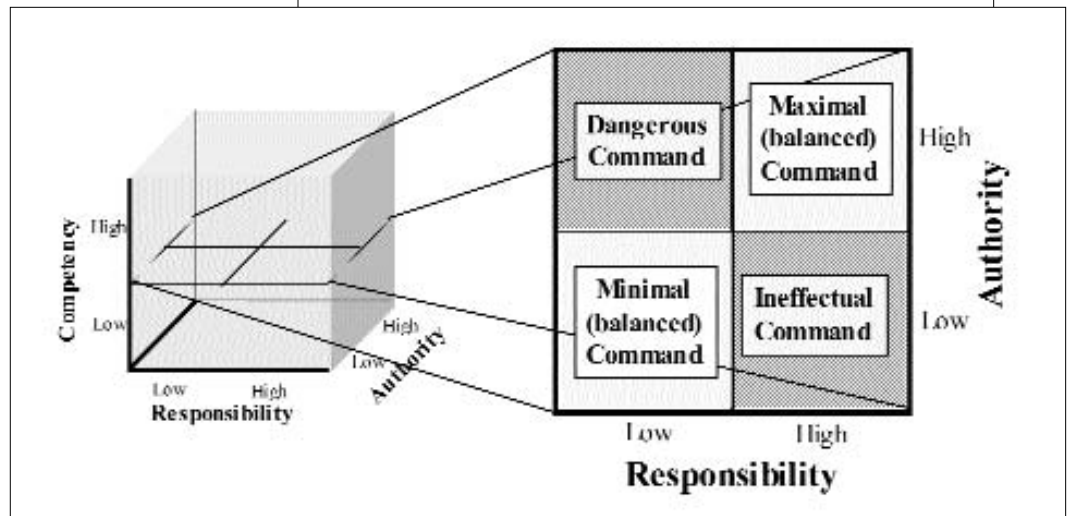 Competency
High
Low
Low
High
Responsibility
Low
High
Authority
Dangerous
Command
Maximal
(balanced)
Command
Minimal
(balanced)
Command
Ineffectual
Command
High
Low
Authority
Low
High
Responsibility